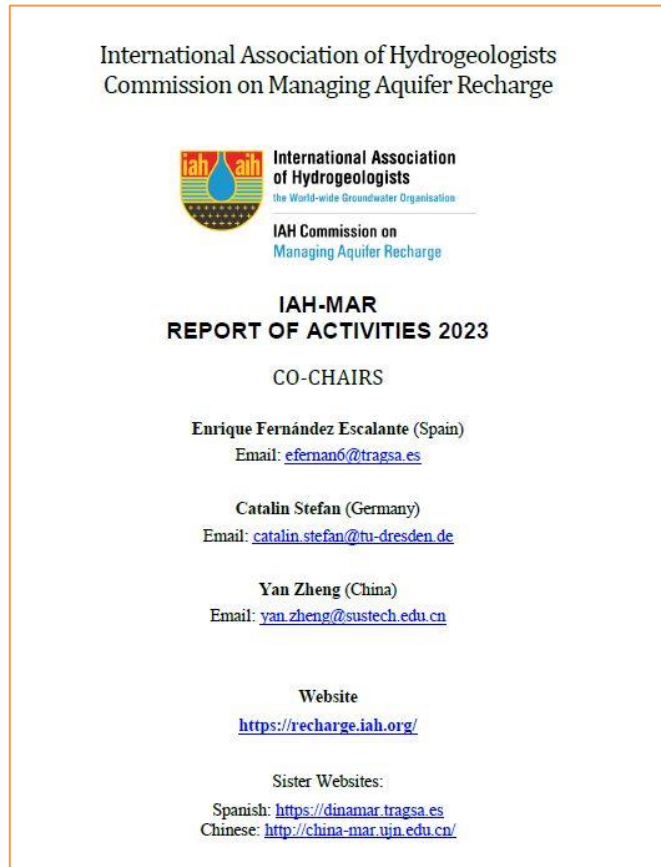 International Association of Hydrogeologists
Commission on Managing Aquifer Recharge
iah aih
International Association
of Hydrogeologists
the World-wide Groundwater Organisation
IAH Commission on
Managing Aquifer Recharge
IAH-MAR
REPORT OF ACTIVITIES 2023
CO-CHAIRS
Enrique Fernández Escalante (Spain)
Email: efernan6@tragsa.es
Catalin Stefan (Germany)
Email: catalin.stefan@tu-dresden.de
Yan Zheng (China)
Email: yan.zheng@sustech.edu.cn
Website
https://recharge.iah.org/
Sister Websites:
Spanish: https://dinamar.tragsa.es
Chinese: http://china-mar.ujn.edu.cn/